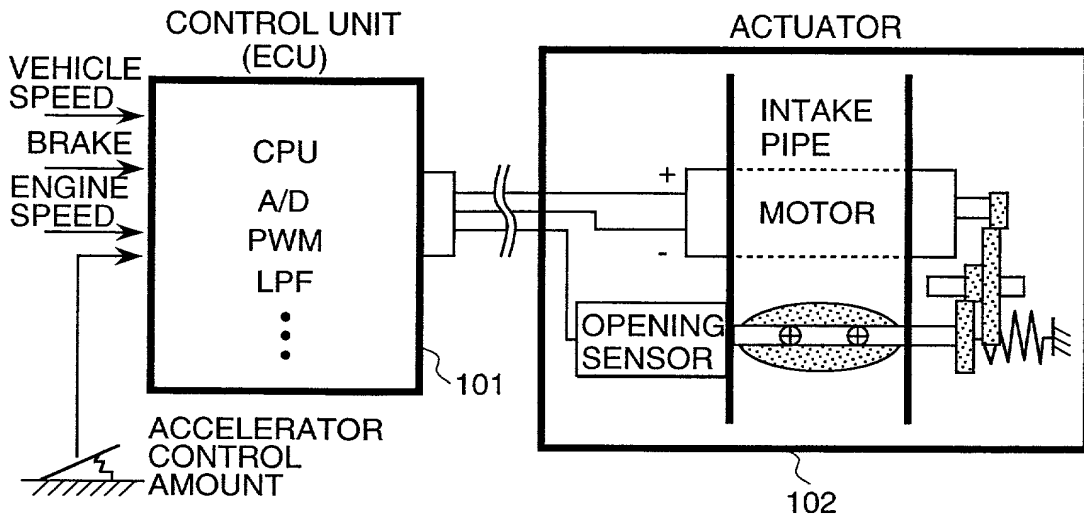 CONTROL UNIT
(ECU)
ACTUATOR
VEHICLE
SPEED
BRAKE
ENGINE
SPEED
CPU
A/D
PWM
LPF
101
ACCELERATOR
CONTROL
AMOUNT
INTAKE
PIPE
+
MOTOR
-
OPENING
SENSOR
102